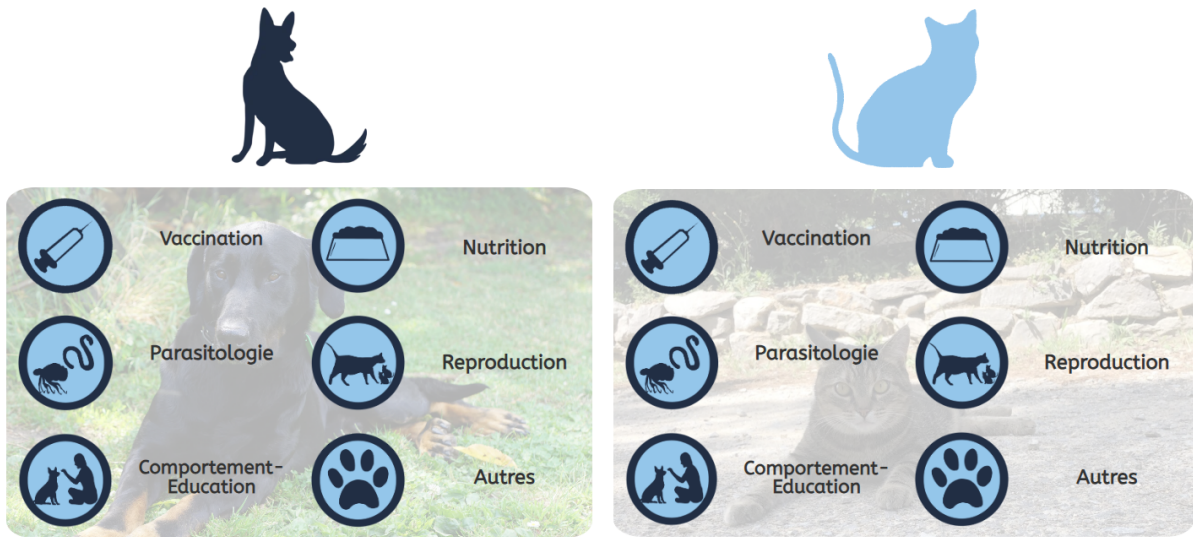 Vaccination
Nutrition
Parasitologie
Reproduction
Comportement-
Education
Autres
Vaccination
Nutrition
Parasitologie
Reproduction
Comportement-
Education
Autres